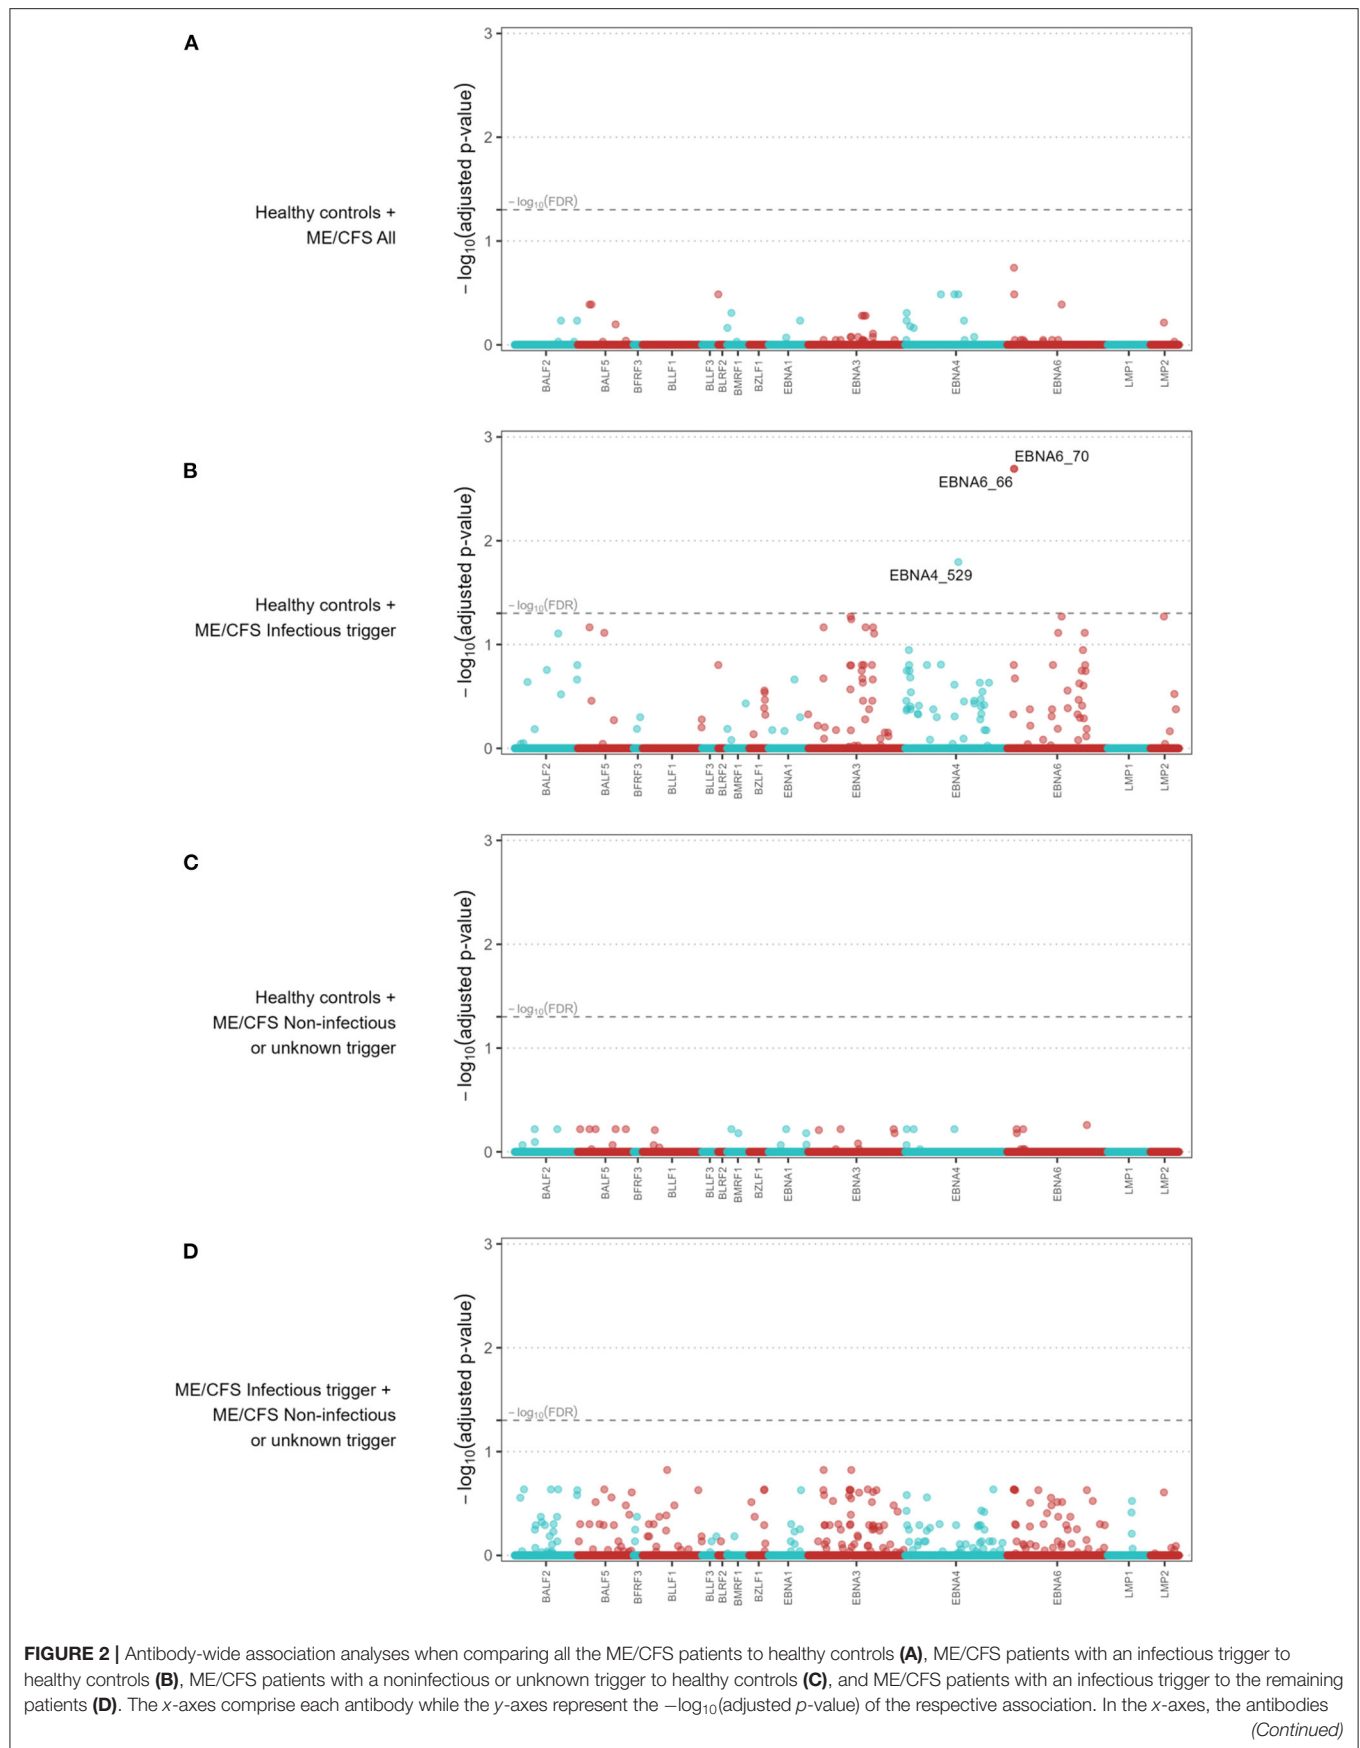 A
3
2
1
0
− log10(adjusted p-value)
− log10(FDR)
Healthy controls +
ME/CFS All
BALF2
BALF5
BFRF3
BLLF1
BLLF3
BLRF2
BMRF1
BZLF1
EBNA1
EBNA3
EBNA4
EBNA6
LMP1
LMP2
B
3
2
1
0
− log10(adjusted p-value)
− log10(FDR)
EBNA6_70
EBNA6_66
EBNA4_529
Healthy controls +
ME/CFS Infectious trigger
BALF2
BALF5
BFRF3
BLLF1
BLLF3
BLRF2
BMRF1
BZLF1
EBNA1
EBNA3
EBNA4
EBNA6
LMP1
LMP2
C
3
2
1
0
− log10(adjusted p-value)
− log10(FDR)
Healthy controls +
ME/CFS Non-infectious
or unknown trigger
BALF2
BALF5
BFRF3
BLLF1
BLLF3
BLRF2
BMRF1
BZLF1
EBNA1
EBNA3
EBNA4
EBNA6
LMP1
LMP2
D
3
2
1
0
− log10(adjusted p-value)
− log10(FDR)
ME/CFS Infectious trigger +
ME/CFS Non-infectious
or unknown trigger
BALF2
BALF5
BFRF3
BLLF1
BLLF3
BLRF2
BMRF1
BZLF1
EBNA1
EBNA3
EBNA4
EBNA6
LMP1
LMP2
FIGURE 2 | Antibody-wide association analyses when comparing all the ME/CFS patients to healthy controls (A), ME/CFS patients with an infectious trigger to
healthy controls (B), ME/CFS patients with a noninfectious or unknown trigger to healthy controls (C), and ME/CFS patients with an infectious trigger to the remaining
patients (D). The x-axes comprise each antibody while the y-axes represent the −log10(adjusted p-value) of the respective association. In the x-axes, the antibodies
(Continued)